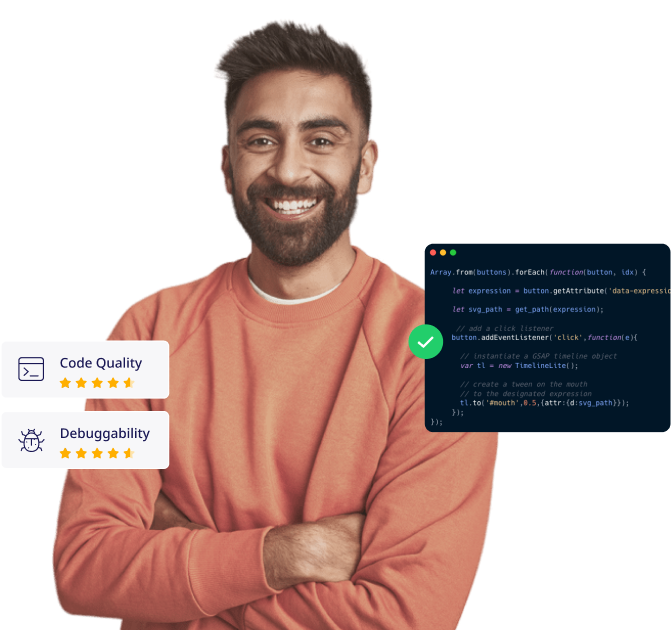 Array.from(buttons).forEach(function(button, idx) {
let expression = button.getAttribute('data-expressio
let svg_path = get_path(expression);
// add a click listener
button.addEventListener('click',function(e){
// instantiate a GSAP timeline object
var tl = new TimelineLite();
// create a tween on the mouth
// to the designated expression
tl.to('#mouth',0.5,{attr:{d:svg_path}});
});
});
Code Quality
Debuggability